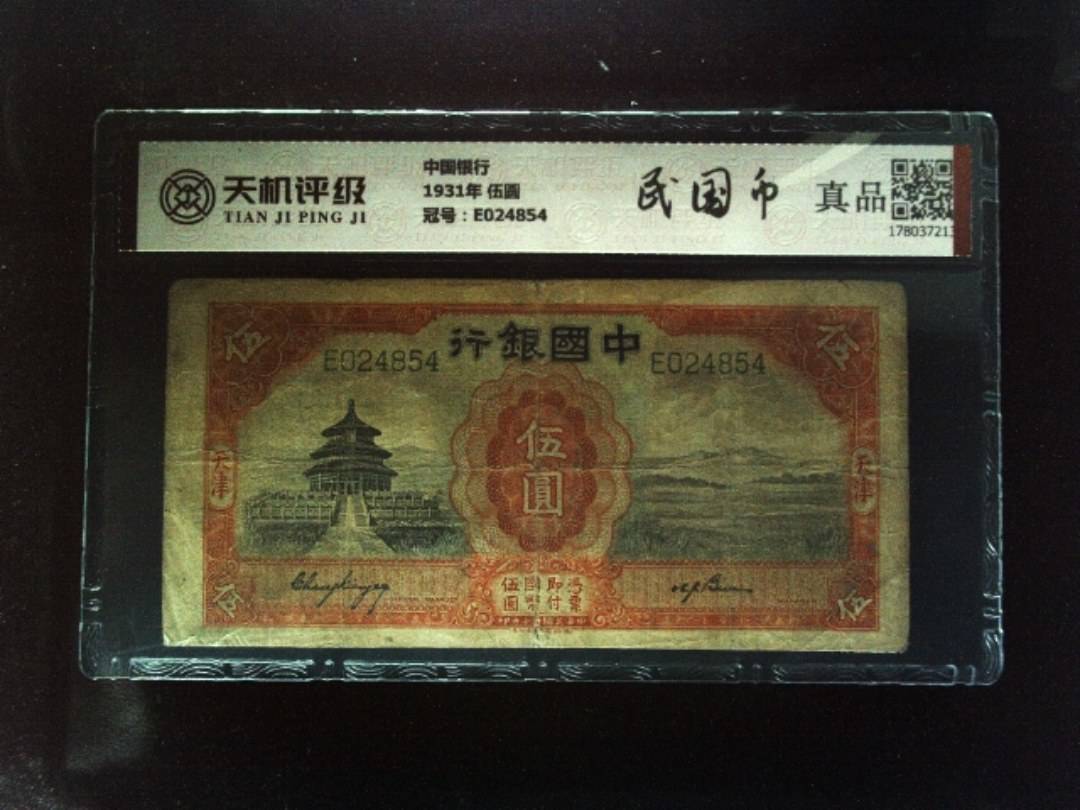 天机评级
TIAN JI PING JI
中国银行
1931年 伍圆
冠号：E024854
民国币
真品
17803721
伍
伍
行銀國中
E024854
E024854
伍圓
天津
天津
憑票
即付
國幣
伍圓
伍
伍